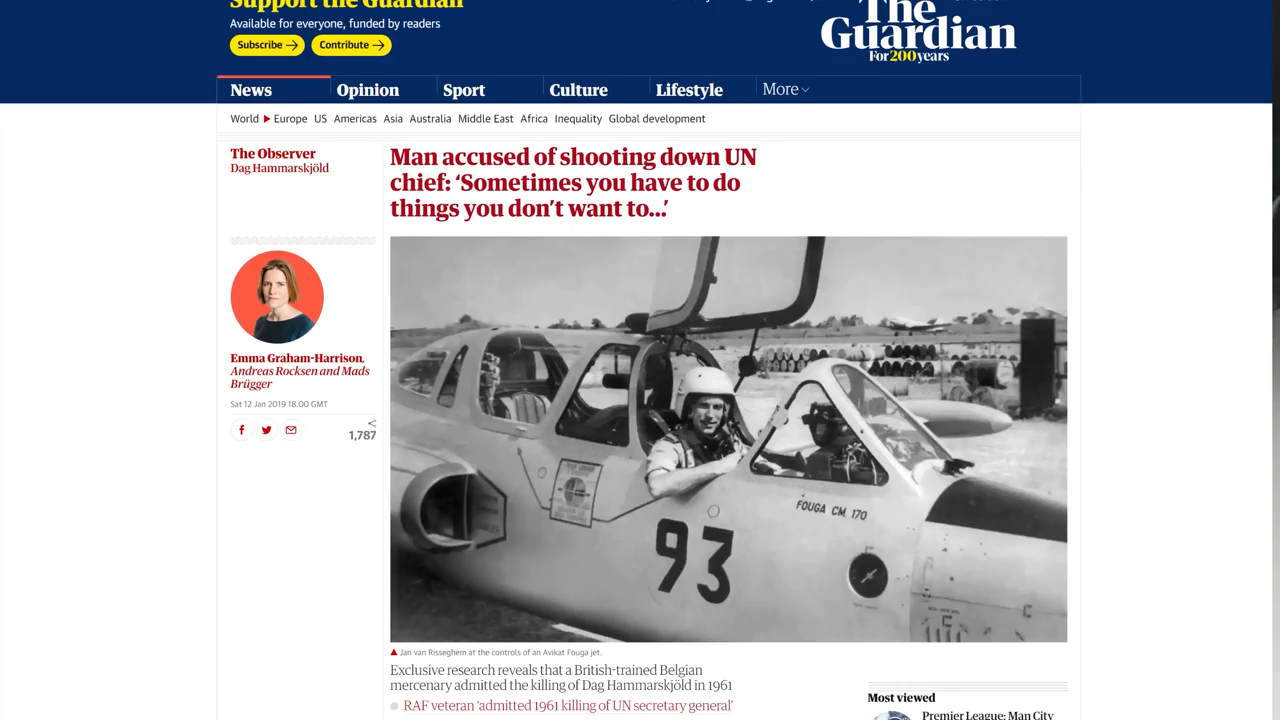 Support the Guardian
Available for everyone, funded by readers
Subscribe →
Contribute →
The
Guardian
For 200 years
News
Opinion
Sport
Culture
Lifestyle
More
World
Europe
US
Americas
Asia
Australia
Middle East
Africa
Inequality
Global development
The Observer
Dag Hammarskjöld
Man accused of shooting down UN
chief: ‘Sometimes you have to do
things you don’t want to...’
Emma Graham-Harrison,
Andreas Rocksen and Mads
Brügger
Sat 12 Jan 2019 18.00 GMT
1,787
FOUGA CM 170
93
Jan van Risseghem at the controls of an Avikat Fouga jet.
Exclusive research reveals that a British-trained Belgian
mercenary admitted the killing of Dag Hammarskjöld in 1961
RAF veteran ‘admitted 1961 killing of UN secretary general’
Most viewed
Premier League: Man City